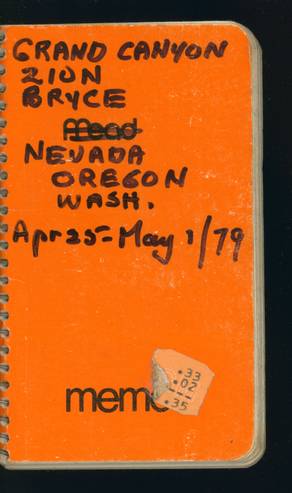 GRAND CANYON
ZION
BRYCE
Mead
NEVADA
OREGON
WASH.
Apr 25 - May 1/79
.33
.02
.35
memo